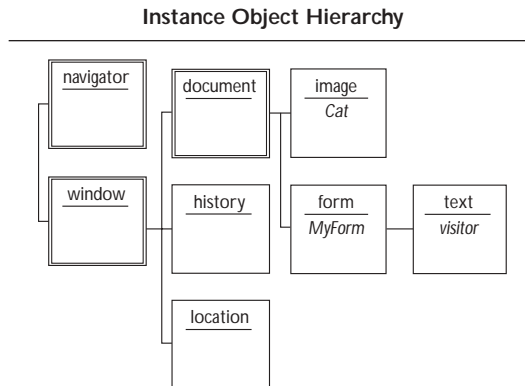 Instance Object Hierarchy
navigator
document
image
Cat
window
history
form
MyForm
text
visitor
location